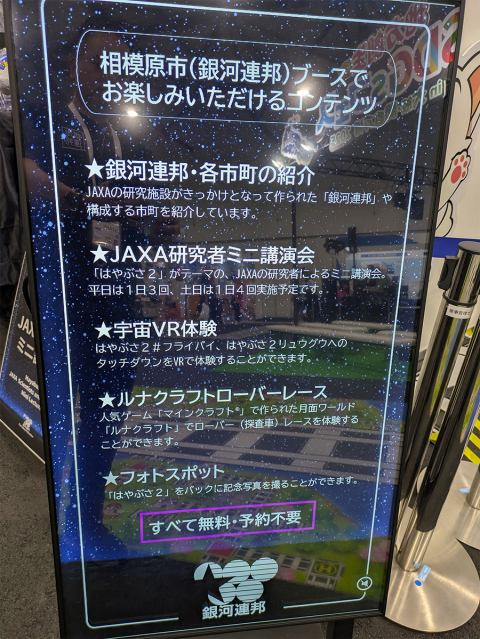 相模原市(銀河連邦)ブースで
お楽しみいただけるコンテンツ
★銀河連邦・各市町の紹介
JAXAの研究施設がきっかけとなって作られた「銀河連邦」や
構成する市町を紹介しています。
★JAXA研究者ミニ講演会
「はやぶさ2」がテーマの、JAXAの研究者によるミニ講演会。
平日は1日3回、土日は1日4回実施予定です。
★宇宙VR体験
はやぶさ2#フライバイ、はやぶさ2リュウグウへの
タッチダウンをVRで体験することができます。
★ルナクラフトローバーレース
人気ゲーム「マインクラフト®」で作られた月面ワールド
「ルナクラフト」でローバー(探査車)レースを体験する
ことができます。
★フォトスポット
「はやぶさ2」をバックに記念写真を撮ることができます。
すべて無料・予約不要
銀河連邦